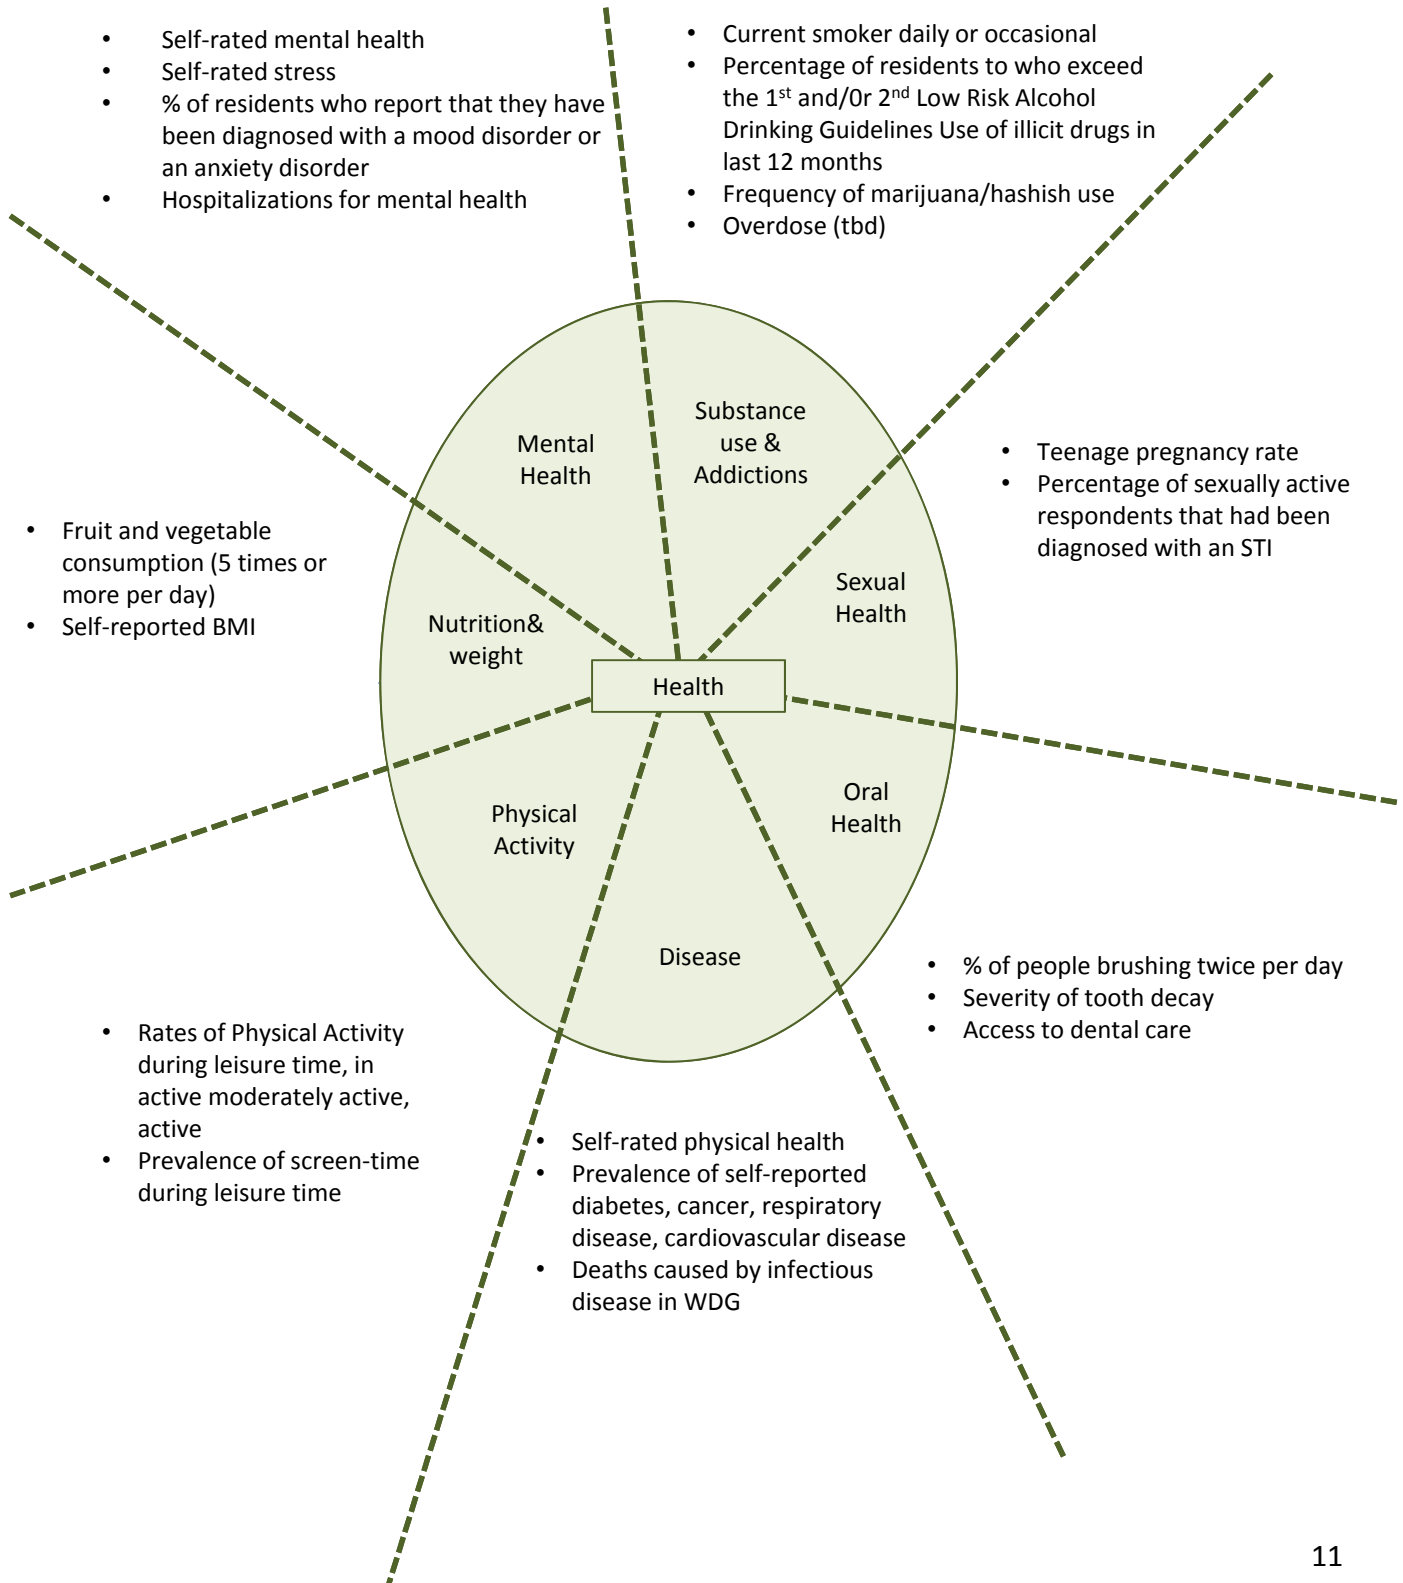 • Self-rated mental health
• Self-rated stress
• % of residents who report that they have
been diagnosed with a mood disorder or
an anxiety disorder
• Hospitalizations for mental health
• Current smoker daily or occasional
• Percentage of residents to who exceed
the 1st and/0r 2nd Low Risk Alcohol
Drinking Guidelines Use of illicit drugs in
last 12 months
• Frequency of marijuana/hashish use
• Overdose (tbd)
Mental
Health
Substance
use &
Addictions
• Teenage pregnancy rate
• Percentage of sexually active
respondents that had been
diagnosed with an STI
• Fruit and vegetable
consumption (5 times or
more per day)
• Self-reported BMI
Nutrition&
weight
Sexual
Health
Health
Physical
Activity
Oral
Health
Disease
• % of people brushing twice per day
• Severity of tooth decay
• Access to dental care
• Rates of Physical Activity
during leisure time, in
active moderately active,
active
• Prevalence of screen-time
during leisure time
• Self-rated physical health
• Prevalence of self-reported
diabetes, cancer, respiratory
disease, cardiovascular disease
• Deaths caused by infectious
disease in WDG
11